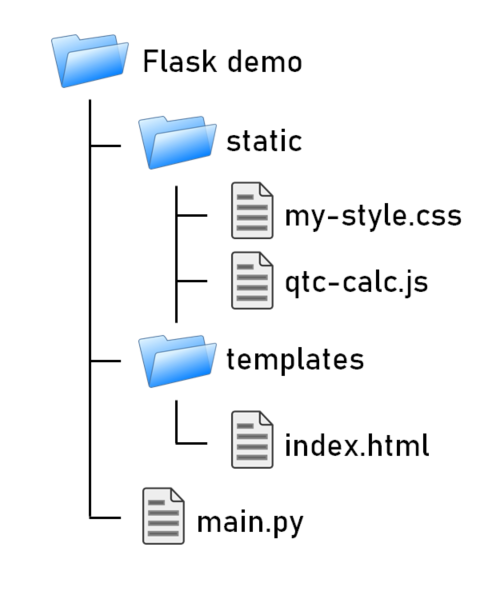 Flask demo
static
my-style.css
qtc-calc.js
templates
index.html
main.py